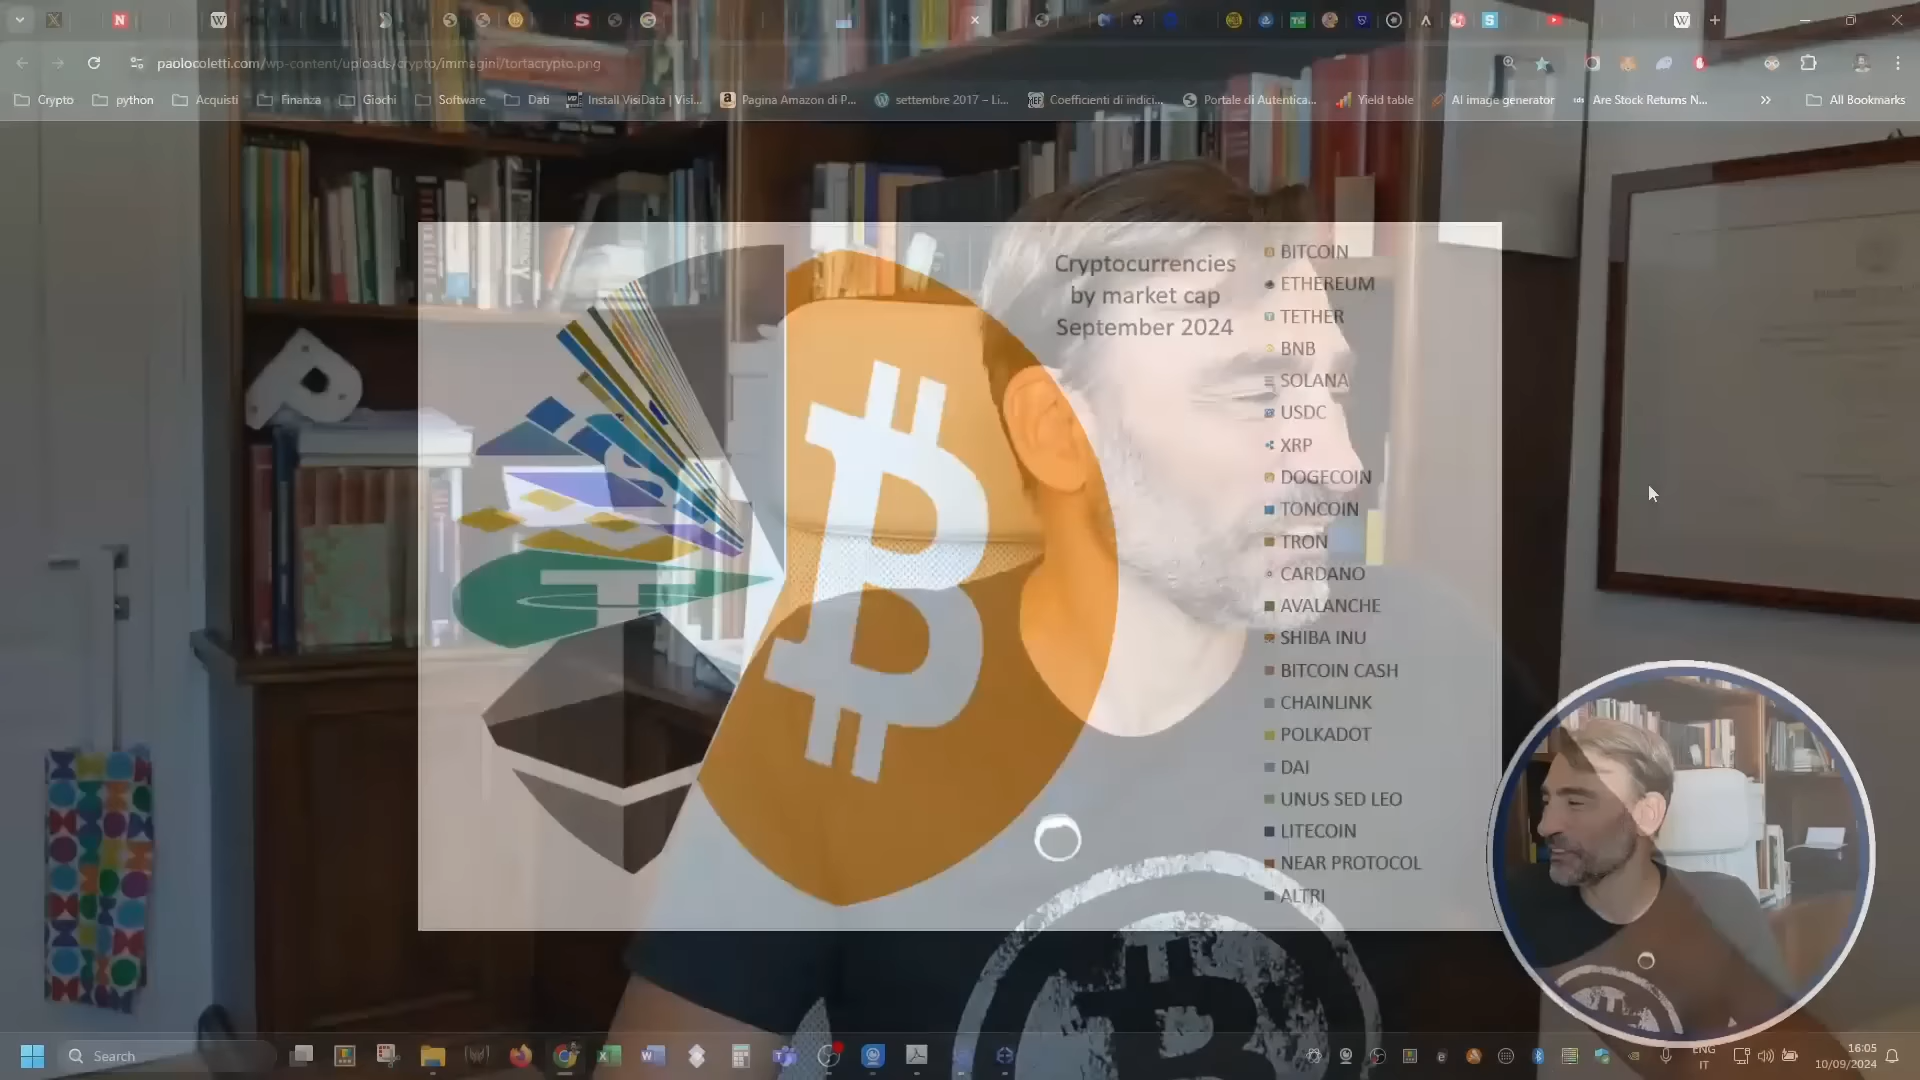 paolocoletti.com/wp-content/uploads/crypto/immagini/tortacrypto.png
Crypto
python
Acquisti
Finanza
Giochi
Software
Dati
Install VisiData | Visi...
Pagina Amazon di P...
settembre 2017 – Li...
Coefficienti di indici...
Portale di Autentica...
Yield table
AI image generator
Are Stock Returns N...
All Bookmarks
Cryptocurrencies
by market cap
September 2024
BITCOIN
ETHEREUM
TETHER
BNB
SOLANA
USDC
XRP
DOGECOIN
TONCOIN
TRON
CARDANO
AVALANCHE
SHIBA INU
BITCOIN CASH
CHAINLINK
POLKADOT
DAI
UNUS SED LEO
LITECOIN
NEAR PROTOCOL
ALTRI
Search
ENG
IT
16:05
10/09/2024